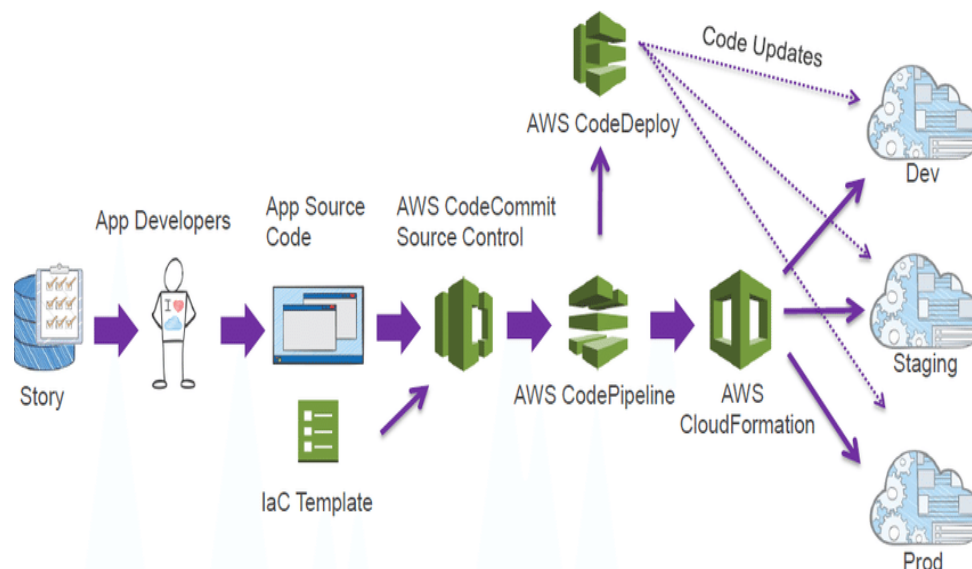 Code Updates
AWS CodeDeploy
Dev
App Developers
App Source
Code
AWS CodeCommit
Source Control
I
Story
IaC Template
AWS CodePipeline
AWS
CloudFormation
Staging
Prod